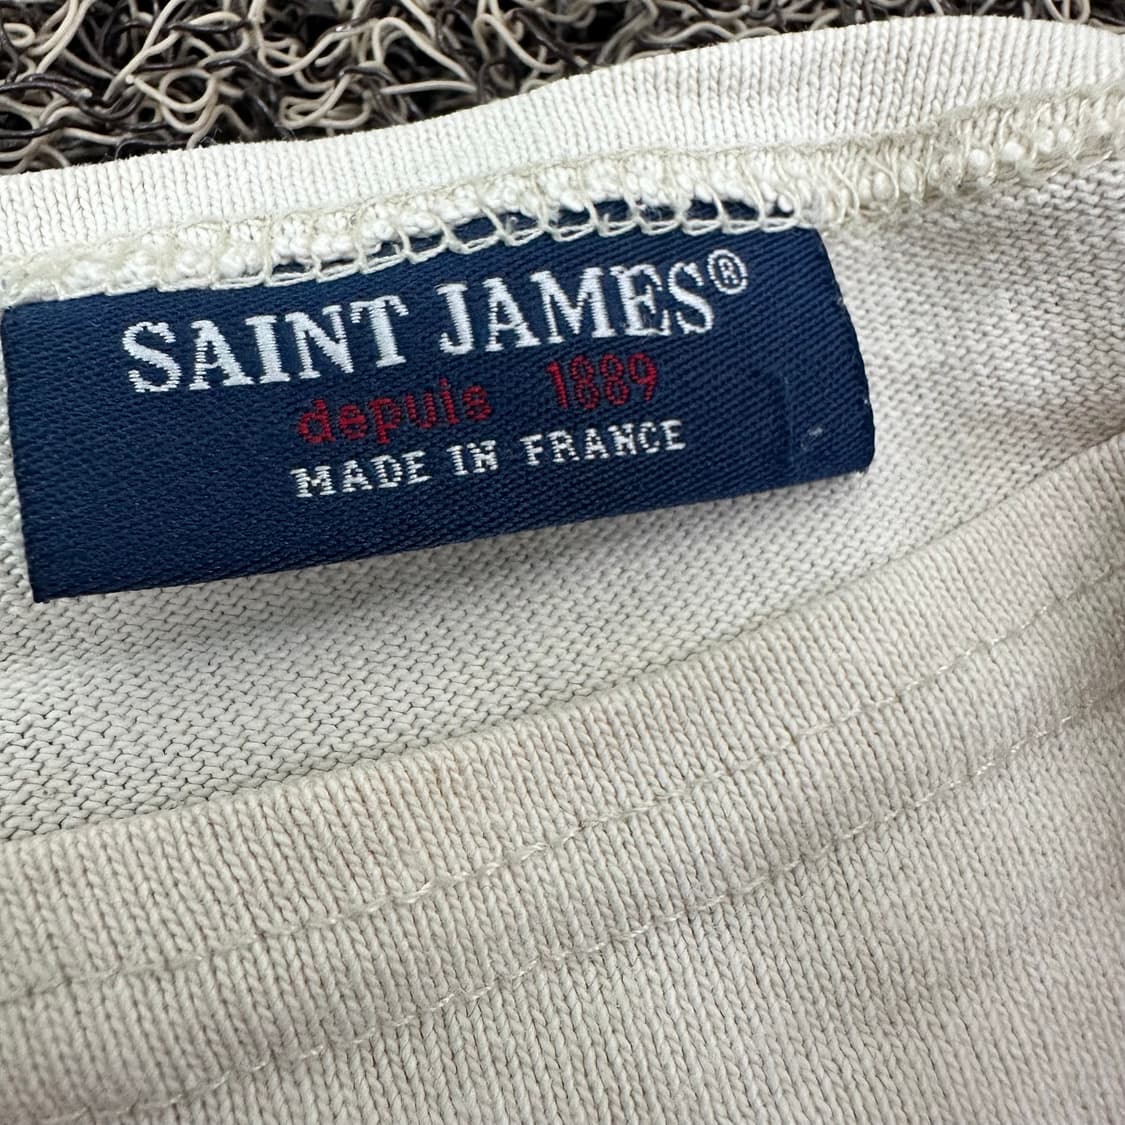 SAINT JAMES®
depuis 1889
MADE IN FRANCE